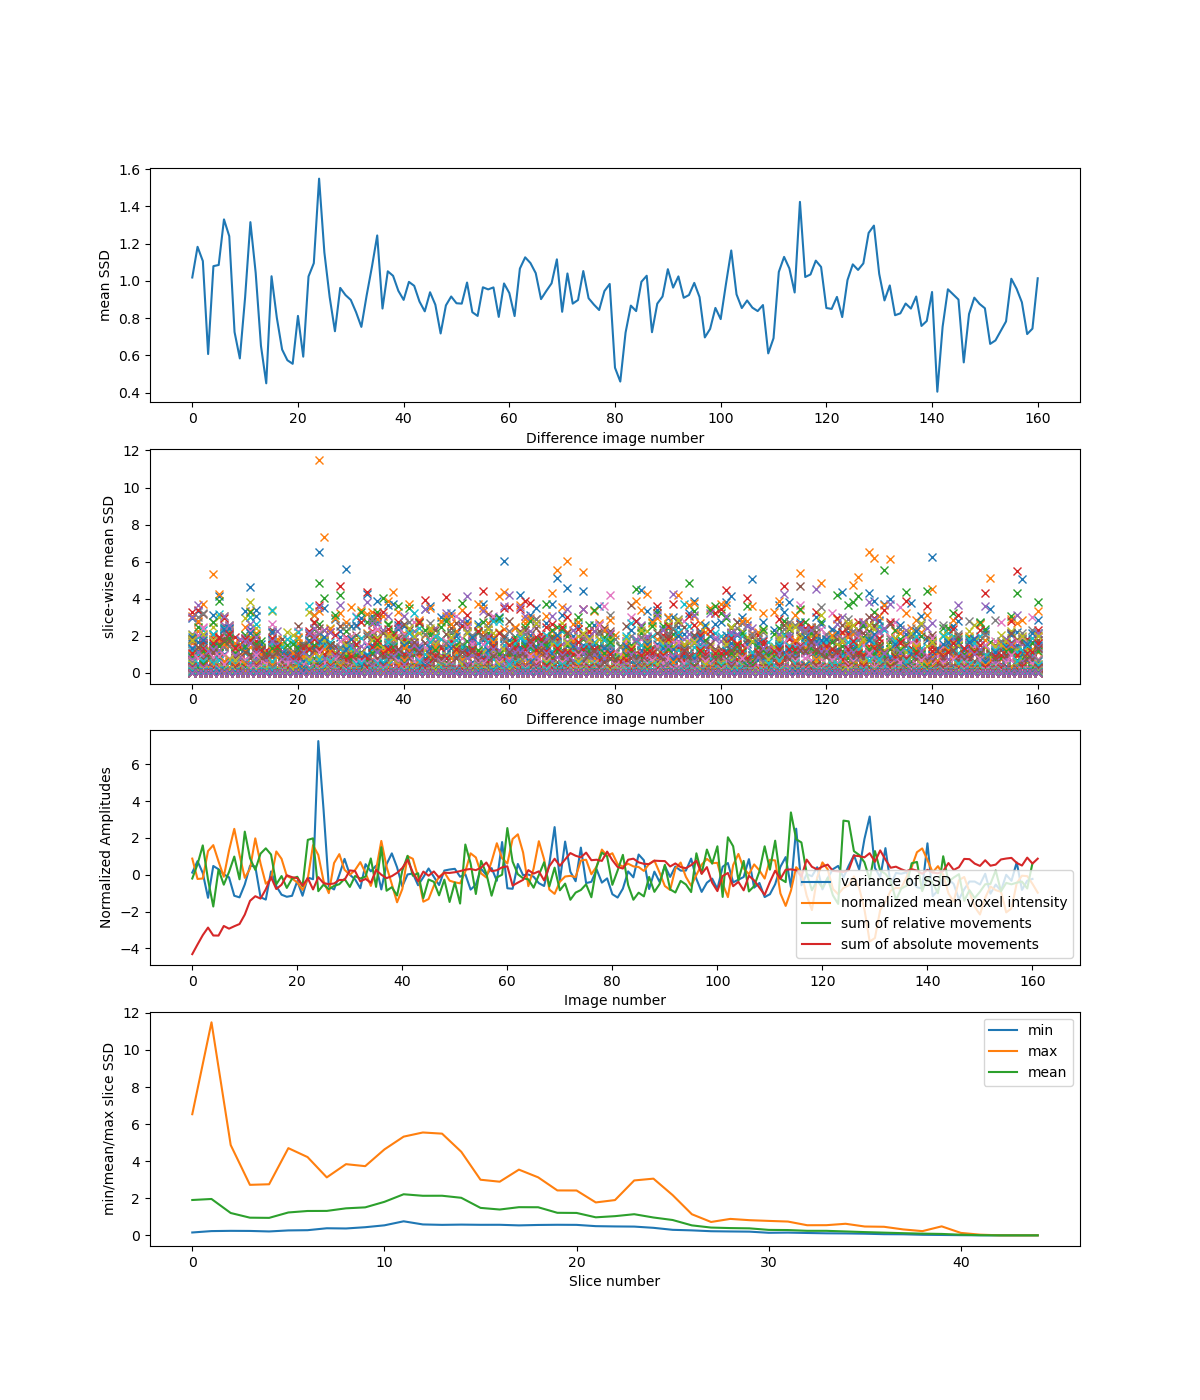 1.6
1.4
1.2
1.0
0.8
0.6
0.4
mean SSD
0 20 40 60 80 100 120 140 160
Difference image number
12
10
8
6
4
2
0
slice-wise mean SSD
0 20 40 60 80 100 120 140 160
Difference image number
6
4
2
0
−2
−4
Normalized Amplitudes
variance of SSD
normalized mean voxel intensity
sum of relative movements
sum of absolute movements
0 20 40 60 80 100 120 140 160
Image number
12
10
8
6
4
2
0
min/mean/max slice SSD
min
max
mean
0 10 20 30 40
Slice number